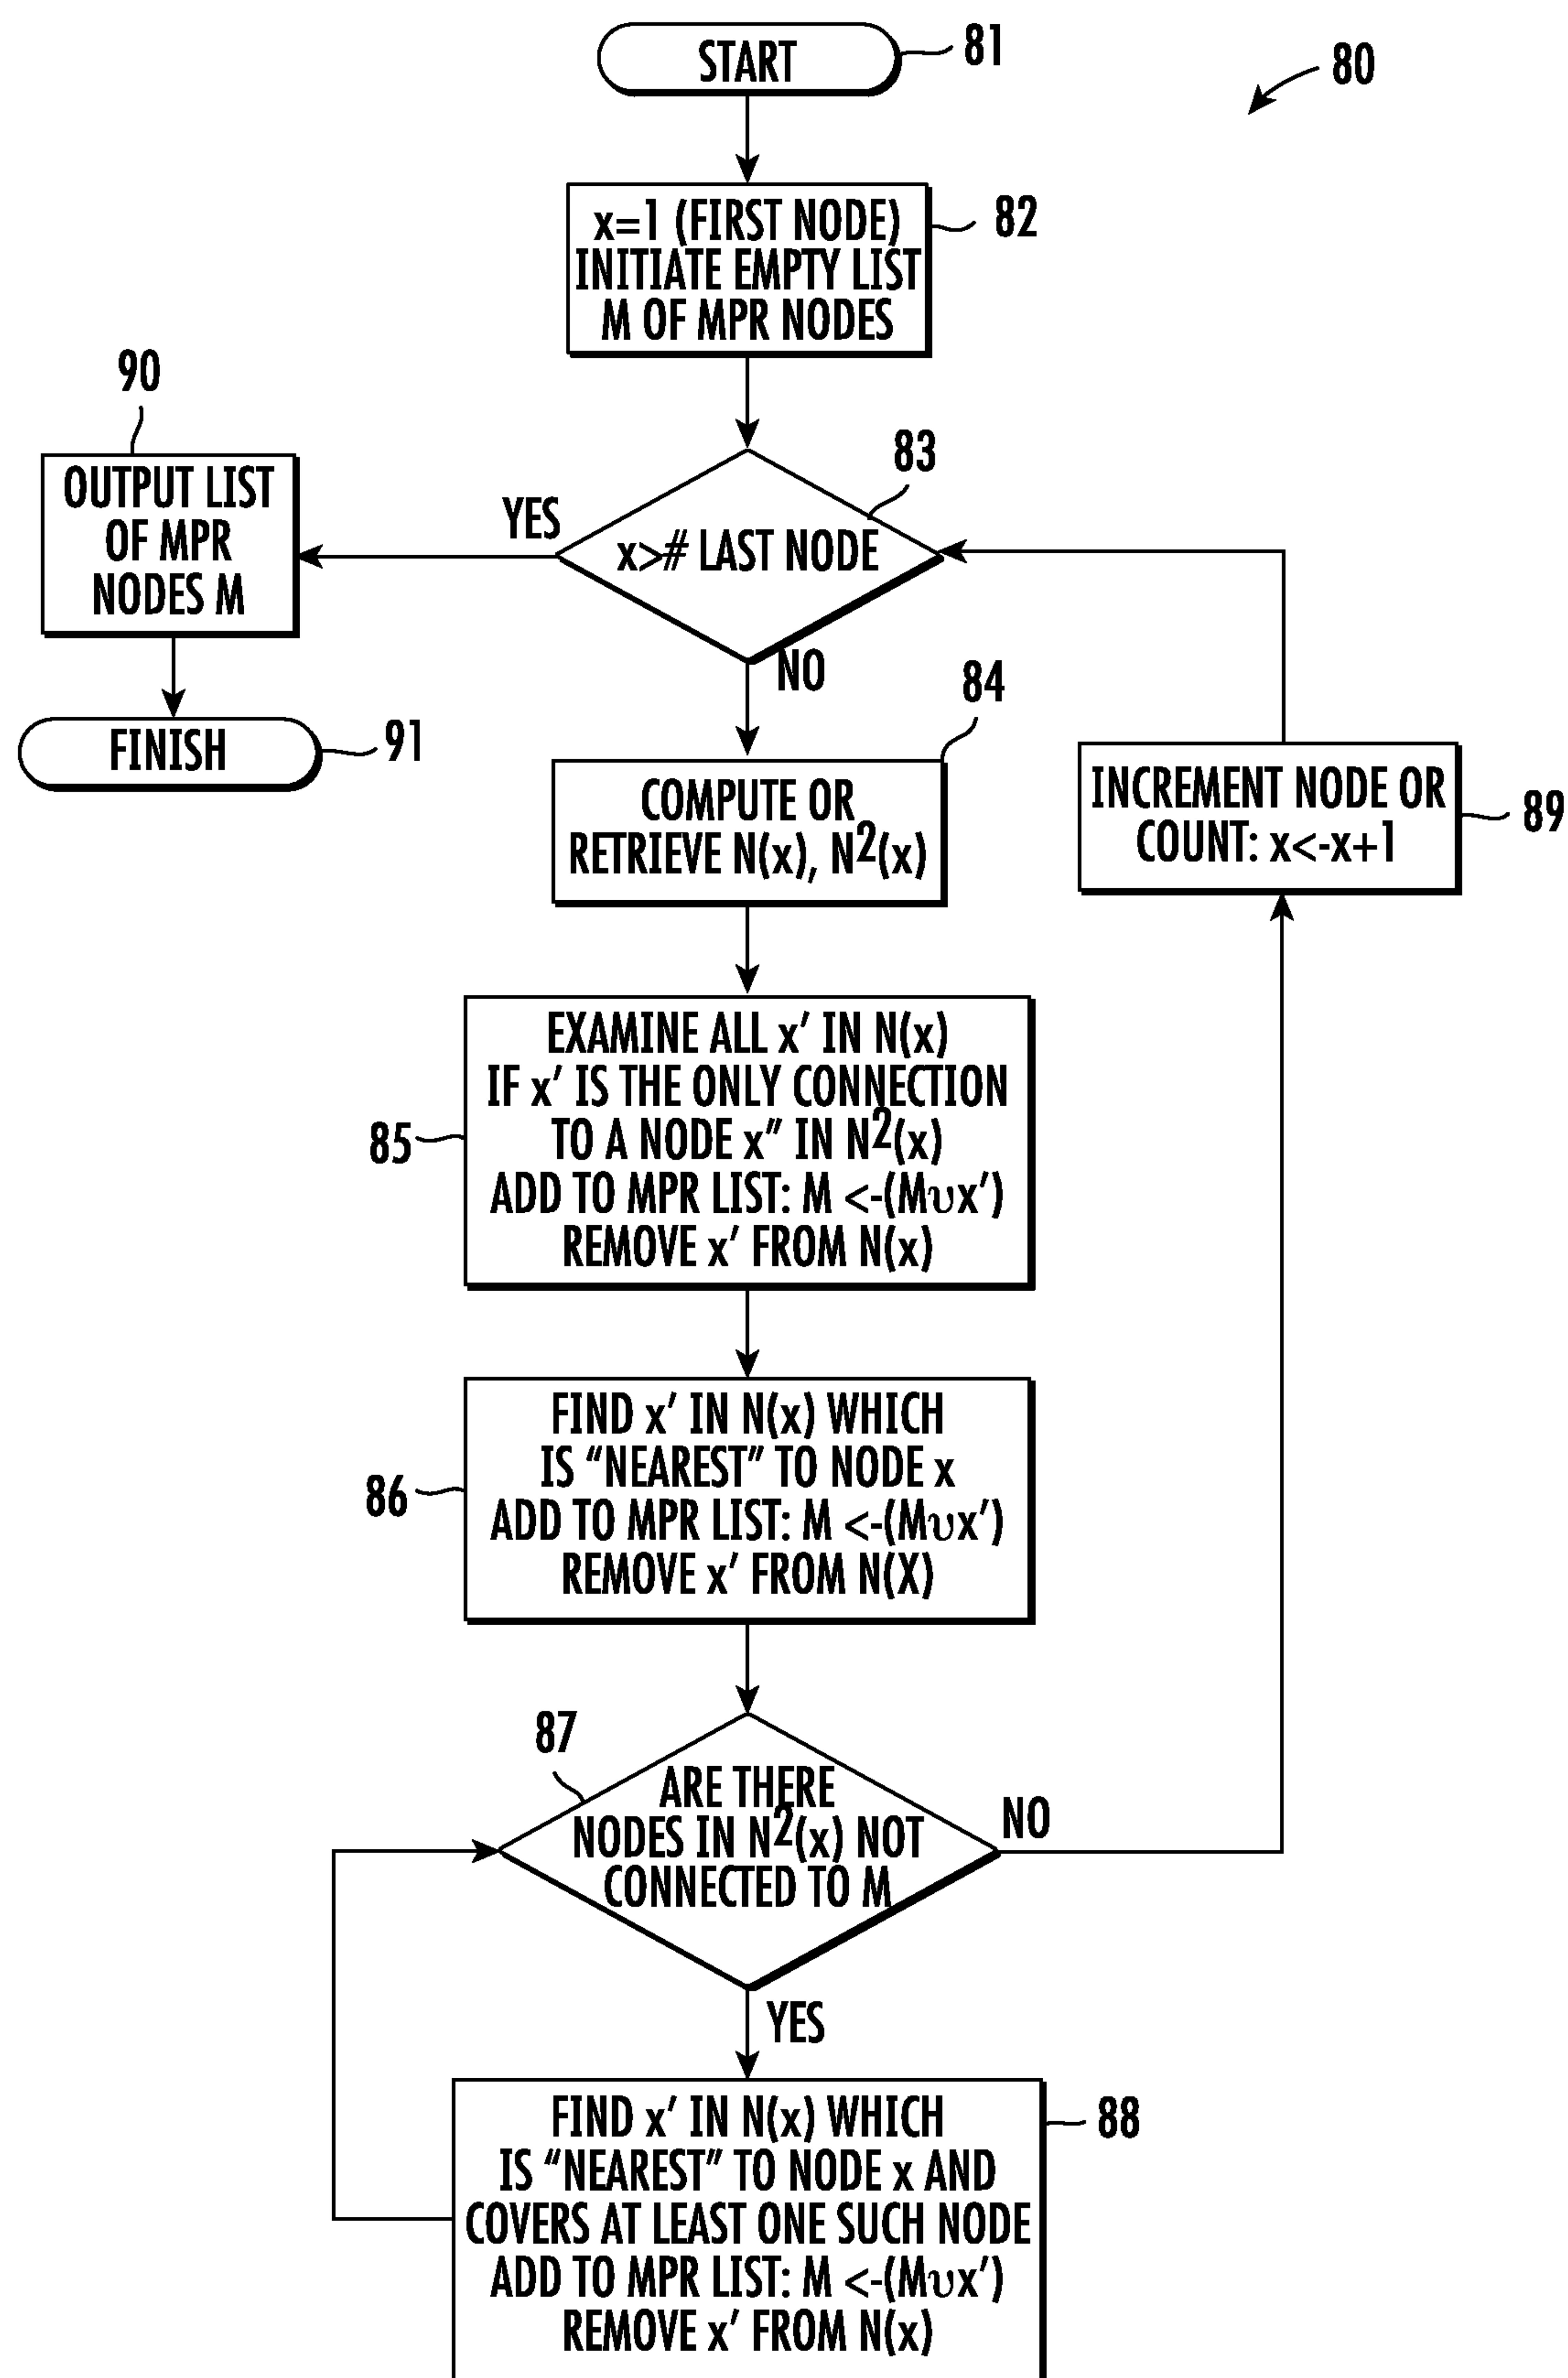 START
81
80
x=1 (FIRST NODE)
INITIATE EMPTY LIST
M OF MPR NODES
82
90
OUTPUT LIST
OF MPR
NODES M
YES
83
x># LAST NODE
NO
FINISH
91
84
COMPUTE OR
RETRIEVE N(x), N²(x)
INCREMENT NODE OR
COUNT: x<-x+1
89
85
EXAMINE ALL x′ IN N(x)
IF x′ IS THE ONLY CONNECTION
TO A NODE x″ IN N²(x)
ADD TO MPR LIST: M <-(M∪x′)
REMOVE x′ FROM N(x)
86
FIND x′ IN N(x) WHICH
IS “NEAREST” TO NODE x
ADD TO MPR LIST: M <-(M∪x′)
REMOVE x′ FROM N(X)
87
ARE THERE
NODES IN N²(x) NOT
CONNECTED TO M
NO
YES
FIND x′ IN N(x) WHICH
IS “NEAREST” TO NODE x AND
COVERS AT LEAST ONE SUCH NODE
ADD TO MPR LIST: M <-(M∪x′)
REMOVE x′ FROM N(x)
88